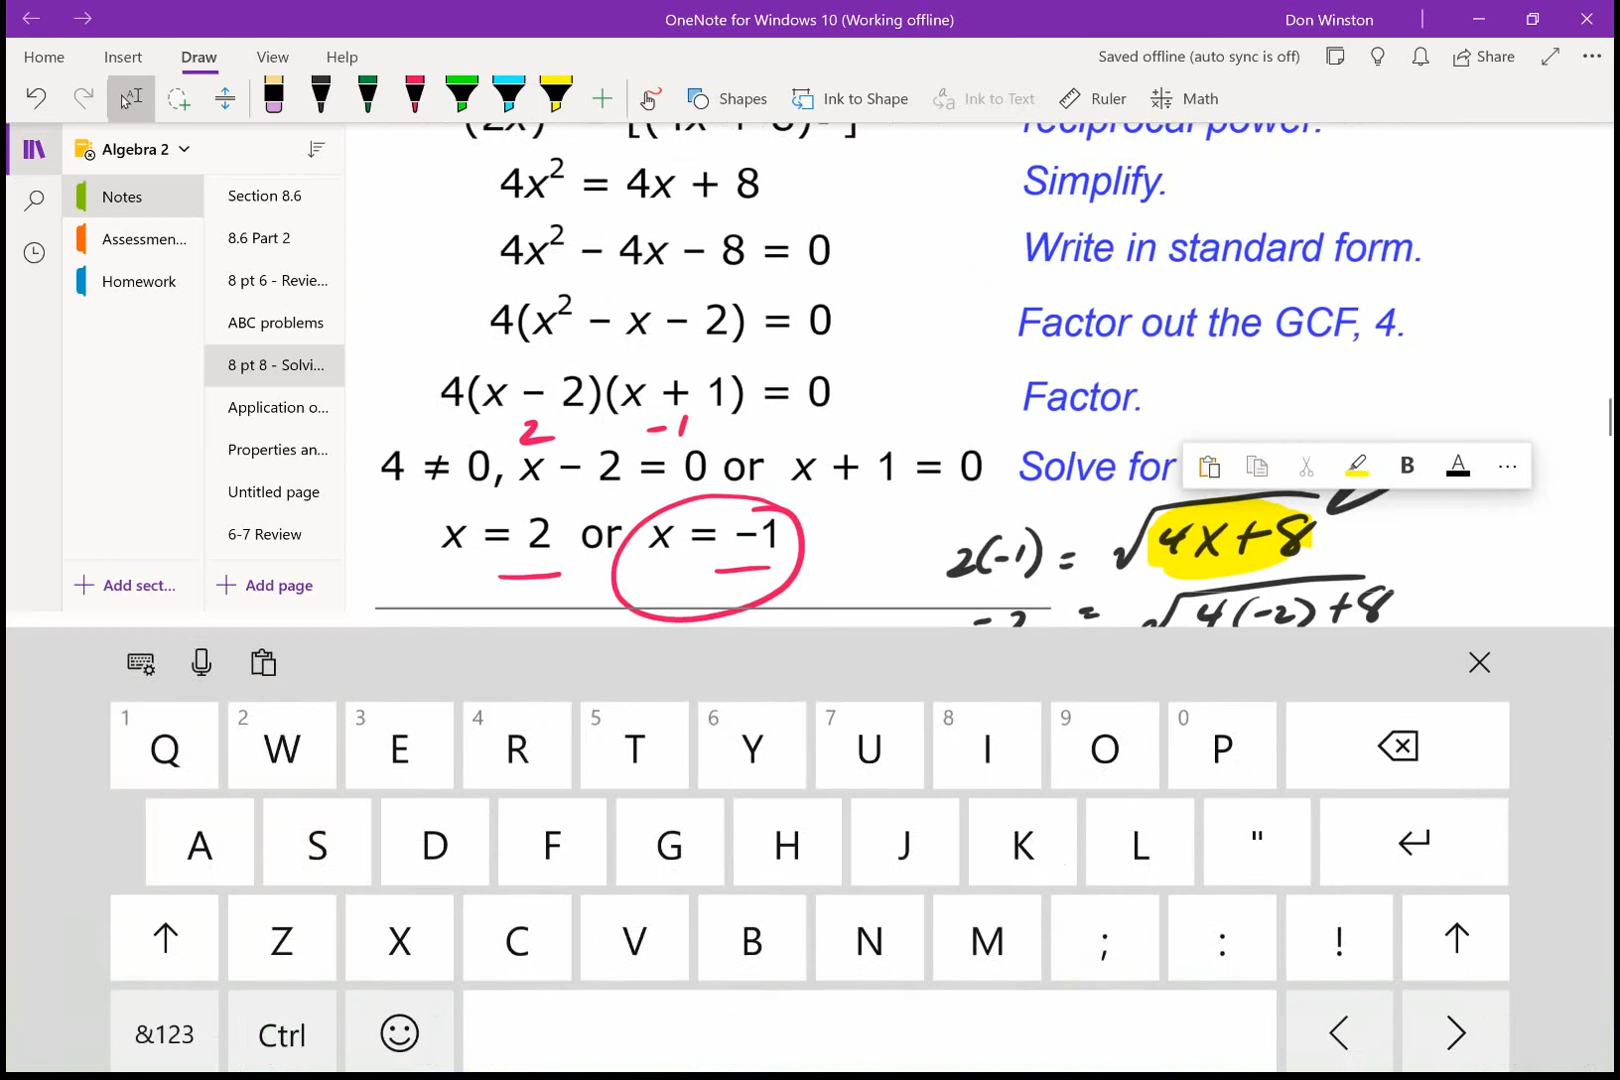 OneNote for Windows 10 (Working offline)
Don Winston
Home Insert Draw View Help
Saved offline (auto sync is off) Share
Shapes Ink to Shape Ink to Text Ruler Math
Algebra 2
Notes
Assessmen...
Homework
Add sect...
Section 8.6
8.6 Part 2
8 pt 6 - Revie...
ABC problems
8 pt 8 - Solvi...
Application o...
Properties an...
Untitled page
6-7 Review
Add page
reciprocal power.
4x² = 4x + 8 Simplify.
4x² − 4x − 8 = 0 Write in standard form.
4(x² − x − 2) = 0 Factor out the GCF, 4.
4(x − 2)(x + 1) = 0 Factor.
2 -1
4 ≠ 0, x − 2 = 0 or x + 1 = 0 Solve for
B A
x = 2 or x = −1
2(-1) = √4x+8
-2 = √4(-2)+8
1 Q 2 W 3 E 4 R 5 T 6 Y 7 U 8 I 9 O 0 P
A S D F G H J K L "
Z X C V B N M ; : !
&123 Ctrl